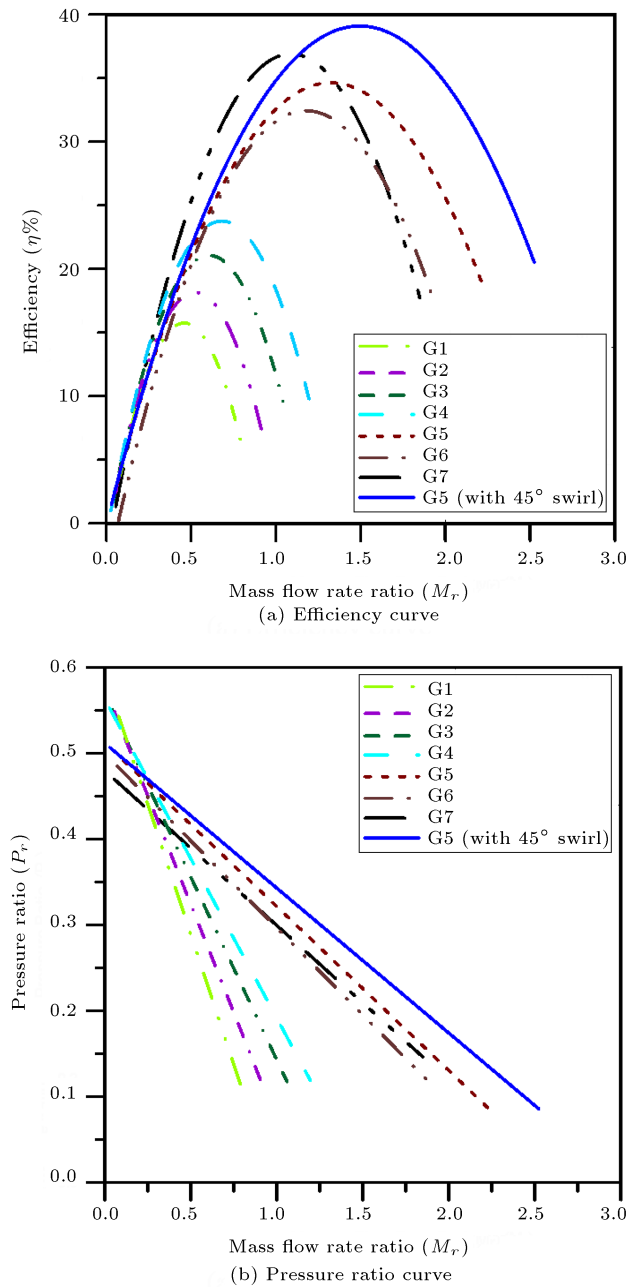 40
30
20
10
0
Efficiency (η%)
G1
G2
G3
G4
G5
G6
G7
G5 (with 45° swirl)
0.0 0.5 1.0 1.5 2.0 2.5 3.0
Mass flow rate ratio (Mr)
(a) Efficiency curve
0.6
0.5
0.4
0.3
0.2
0.1
0.0
Pressure ratio (Pr)
G1
G2
G3
G4
G5
G6
G7
G5 (with 45° swirl)
0.0 0.5 1.0 1.5 2.0 2.5 3.0
Mass flow rate ratio (Mr)
(b) Pressure ratio curve